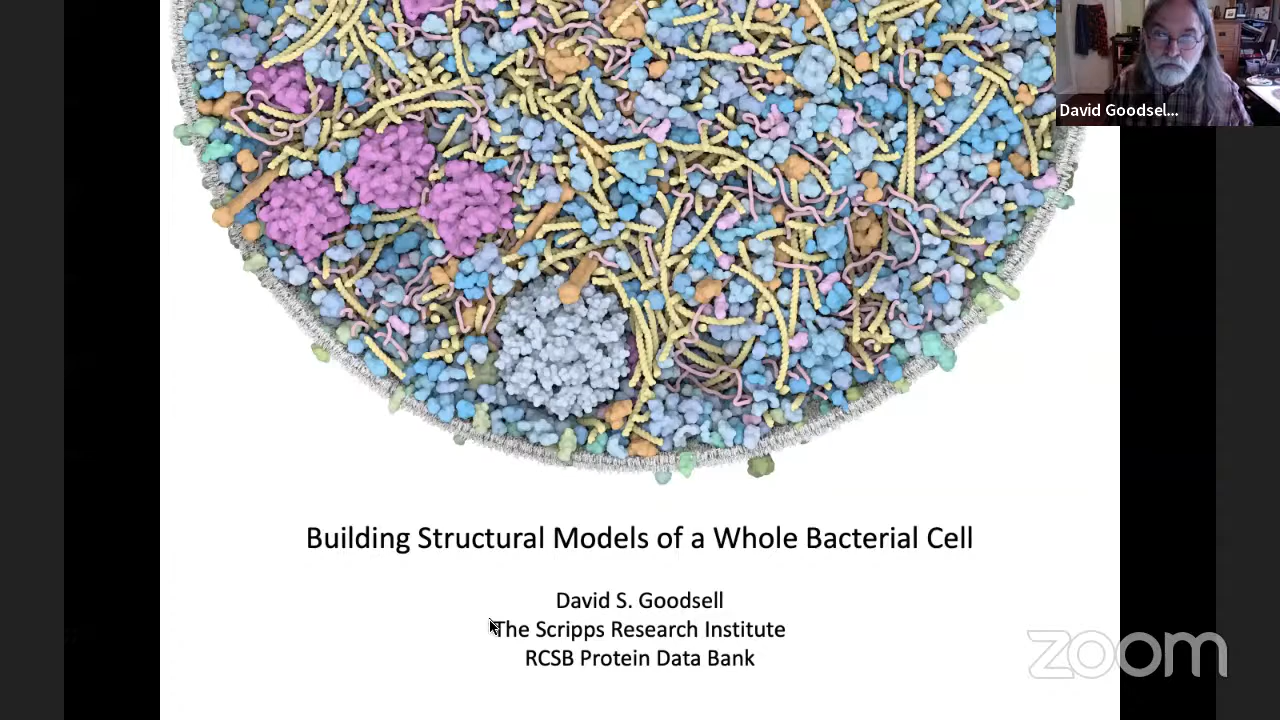 David Goodsel...
Building Structural Models of a Whole Bacterial Cell
David S. Goodsell
The Scripps Research Institute
RCSB Protein Data Bank
zoom